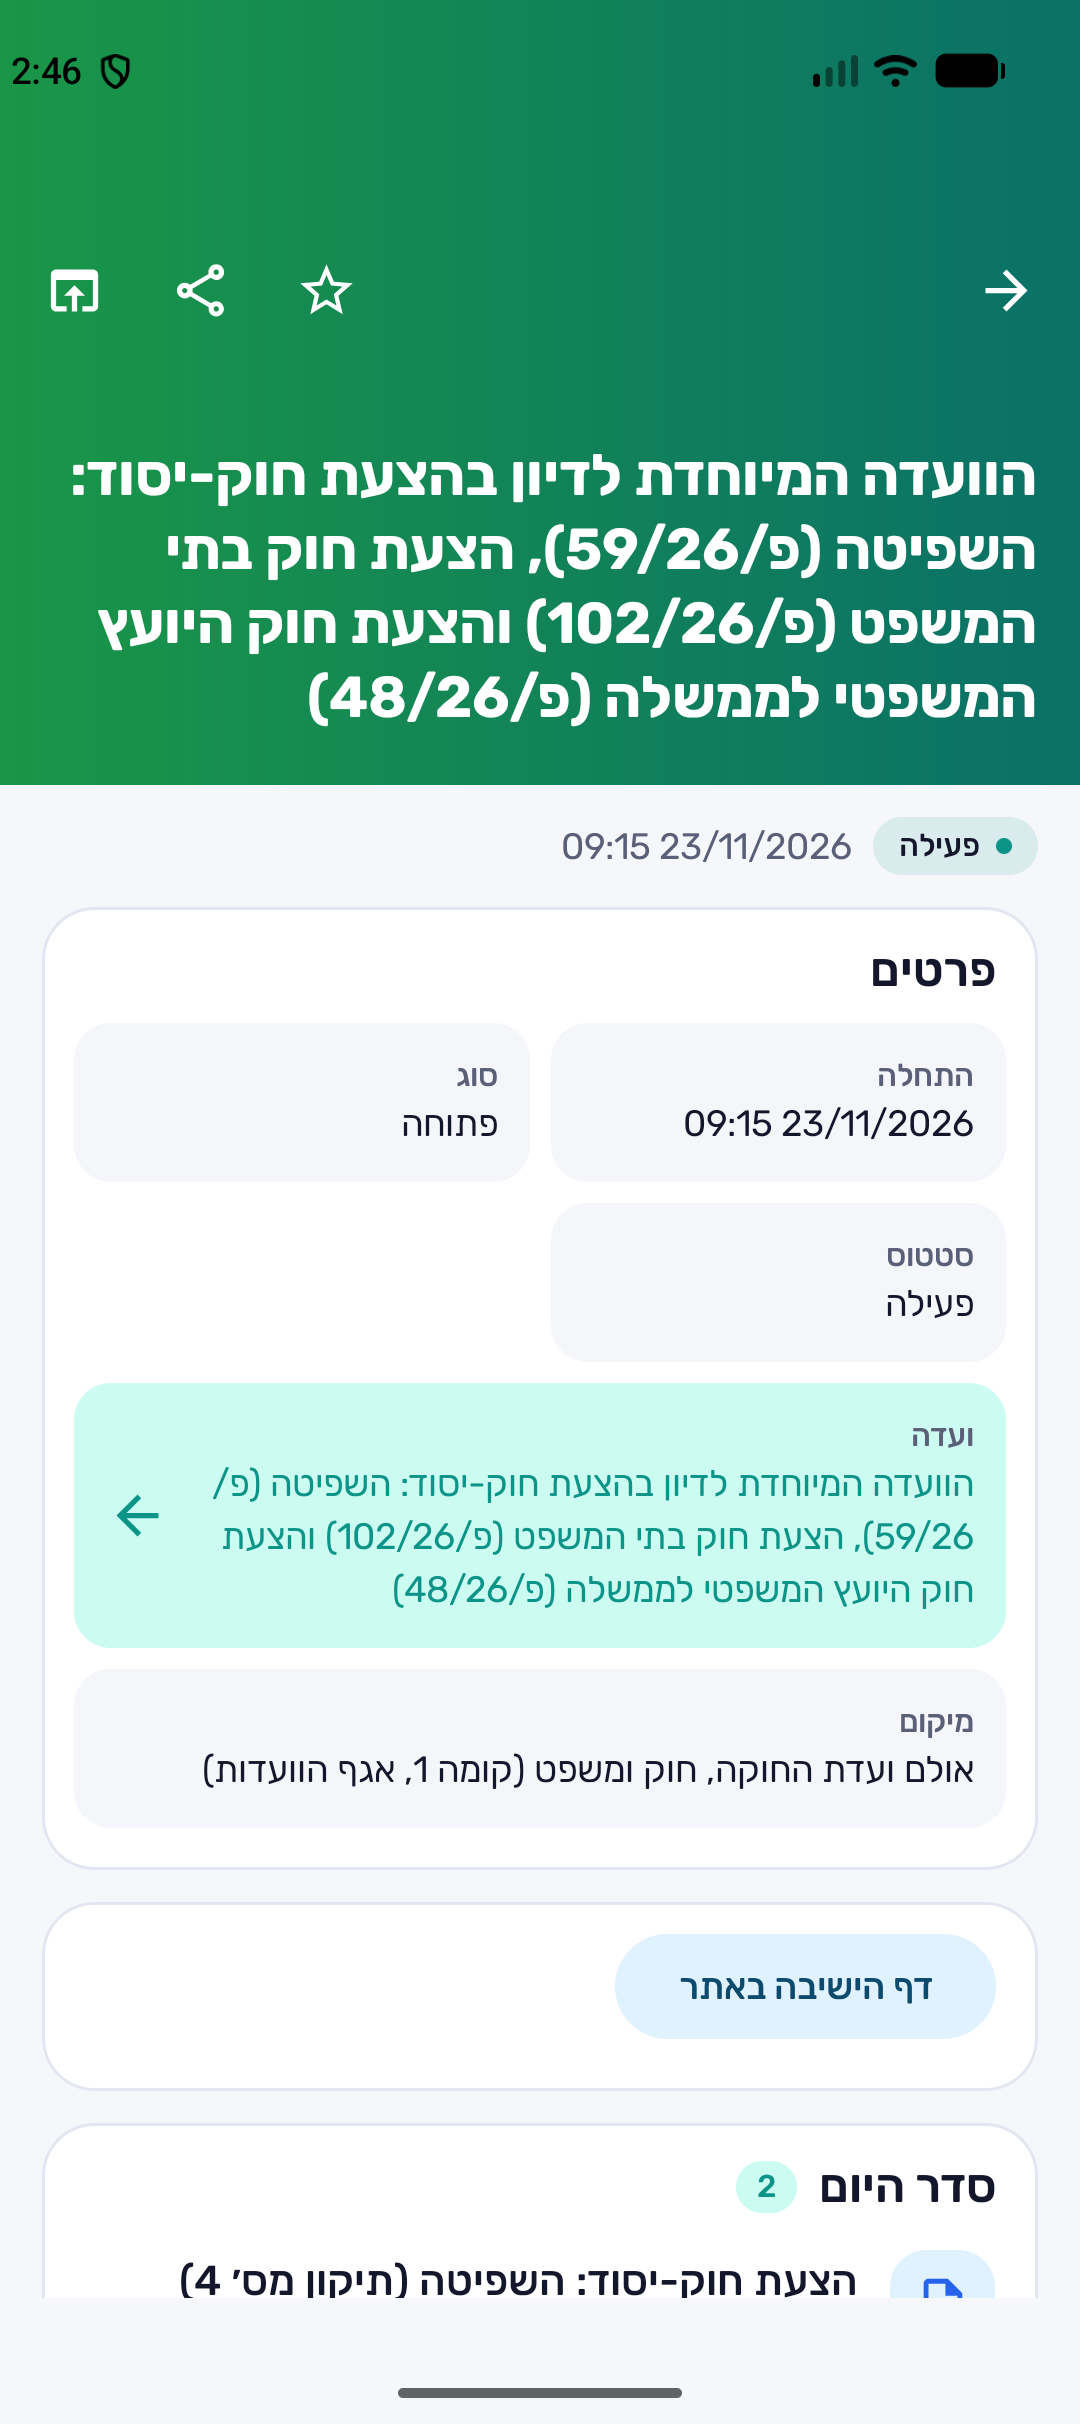 2:46
הוועדה המיוחדת לדיון בהצעת חוק-יסוד:
השפיטה (פ/59/26), הצעת חוק בתי
המשפט (פ/102/26) והצעת חוק היועץ
המשפטי לממשלה (פ/48/26)
פעילה
23/11/2026 09:15
פרטים
התחלה
23/11/2026 09:15
סוג
פתוחה
סטטוס
פעילה
ועדה
הוועדה המיוחדת לדיון בהצעת חוק-יסוד: השפיטה (פ/
59/26), הצעת חוק בתי המשפט (פ/102/26) והצעת
חוק היועץ המשפטי לממשלה (פ/48/26)
מיקום
אולם ועדת החוקה, חוק ומשפט (קומה 1, אגף הוועדות)
דף הישיבה באתר
סדר היום
2
הצעת חוק-יסוד: השפיטה (תיקון מס׳ 4)